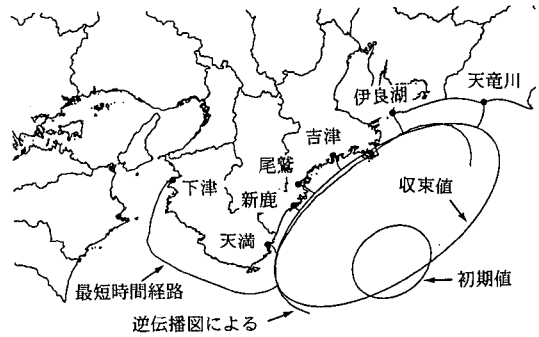 天竜川
伊良湖
吉津
尾鷲
下津
新鹿
収束値
天満
最短時間経路
初期値
逆伝播図による